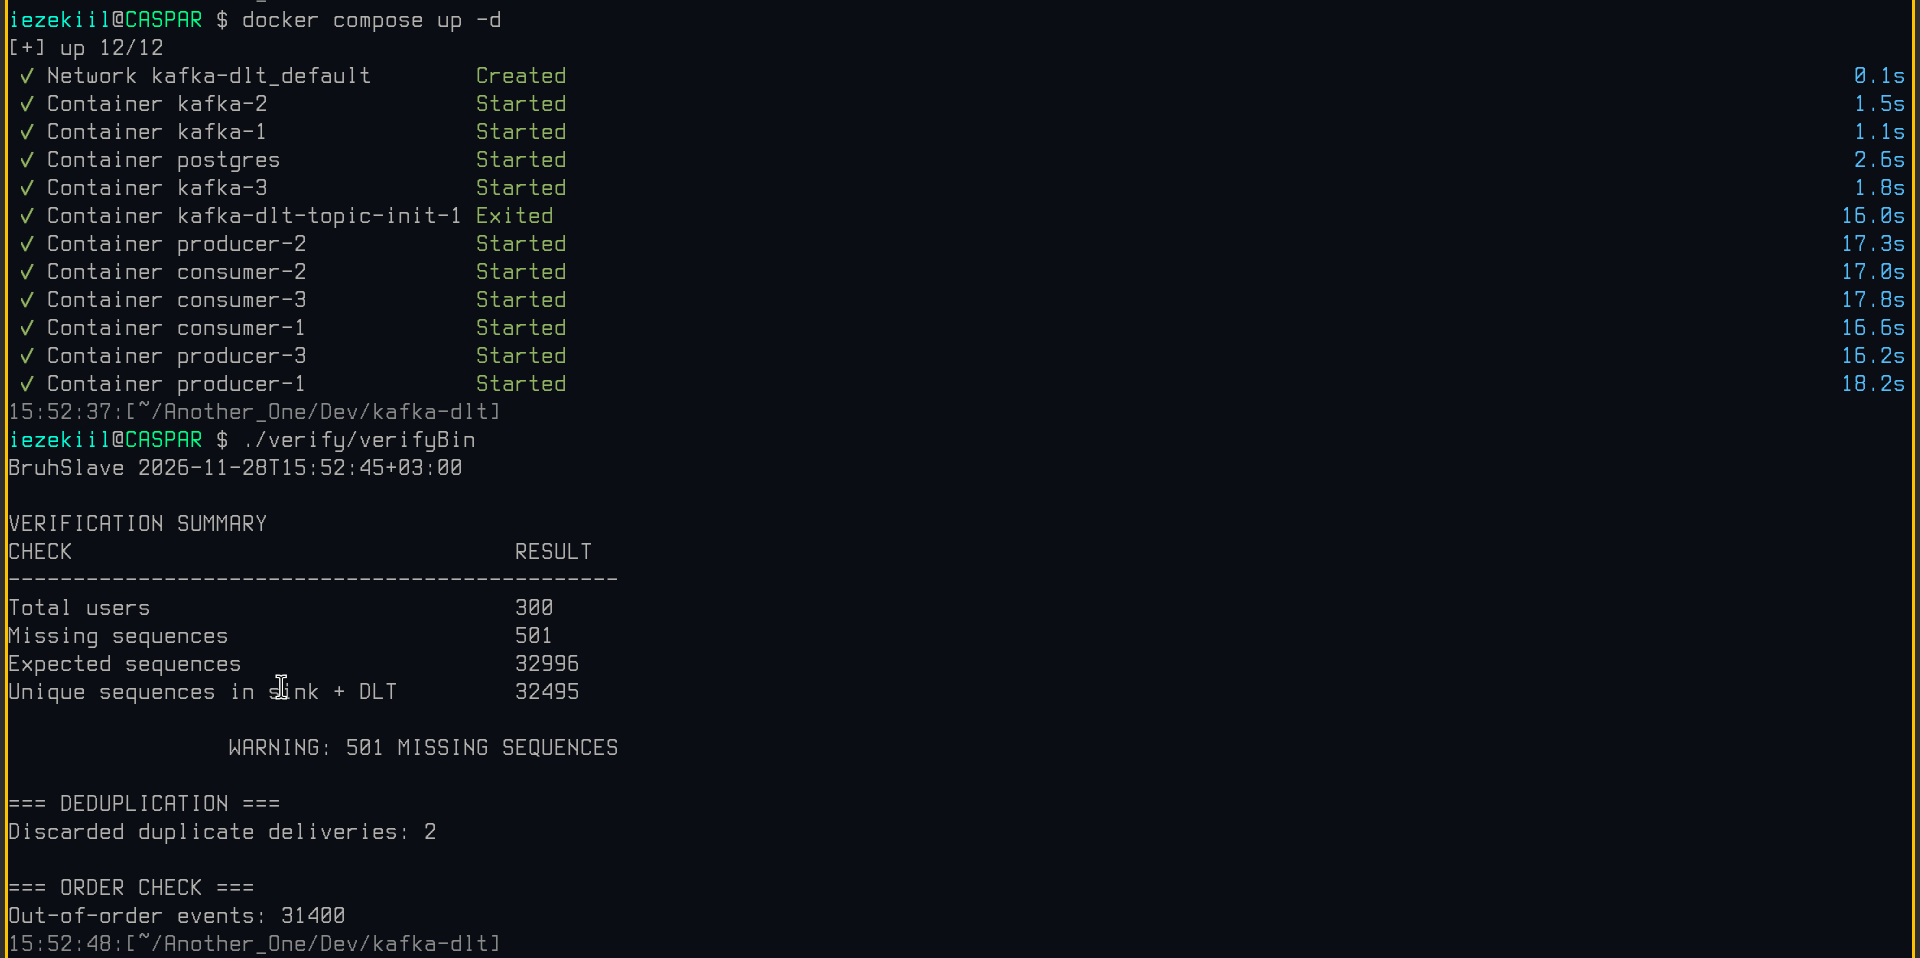 iezekiil@CASPAR $ docker compose up -d
[+] up 12/12
✓ Network kafka-dlt_default Created 0.1s
✓ Container kafka-2 Started 1.5s
✓ Container kafka-1 Started 1.1s
✓ Container postgres Started 2.6s
✓ Container kafka-3 Started 1.8s
✓ Container kafka-dlt-topic-init-1 Exited 16.0s
✓ Container producer-2 Started 17.3s
✓ Container consumer-2 Started 17.0s
✓ Container consumer-3 Started 17.8s
✓ Container consumer-1 Started 16.6s
✓ Container producer-3 Started 16.2s
✓ Container producer-1 Started 18.2s
15:52:37:[~/Another_One/Dev/kafka-dlt]
iezekiil@CASPAR $ ./verify/verifyBin
BruhSlave 2026-11-28T15:52:45+03:00
VERIFICATION SUMMARY
CHECK RESULT
-----------------------------------------------
Total users 300
Missing sequences 501
Expected sequences 32996
Unique sequences in sink + DLT 32495
WARNING: 501 MISSING SEQUENCES
=== DEDUPLICATION ===
Discarded duplicate deliveries: 2
=== ORDER CHECK ===
Out-of-order events: 31400
15:52:48:[~/Another_One/Dev/kafka-dlt]